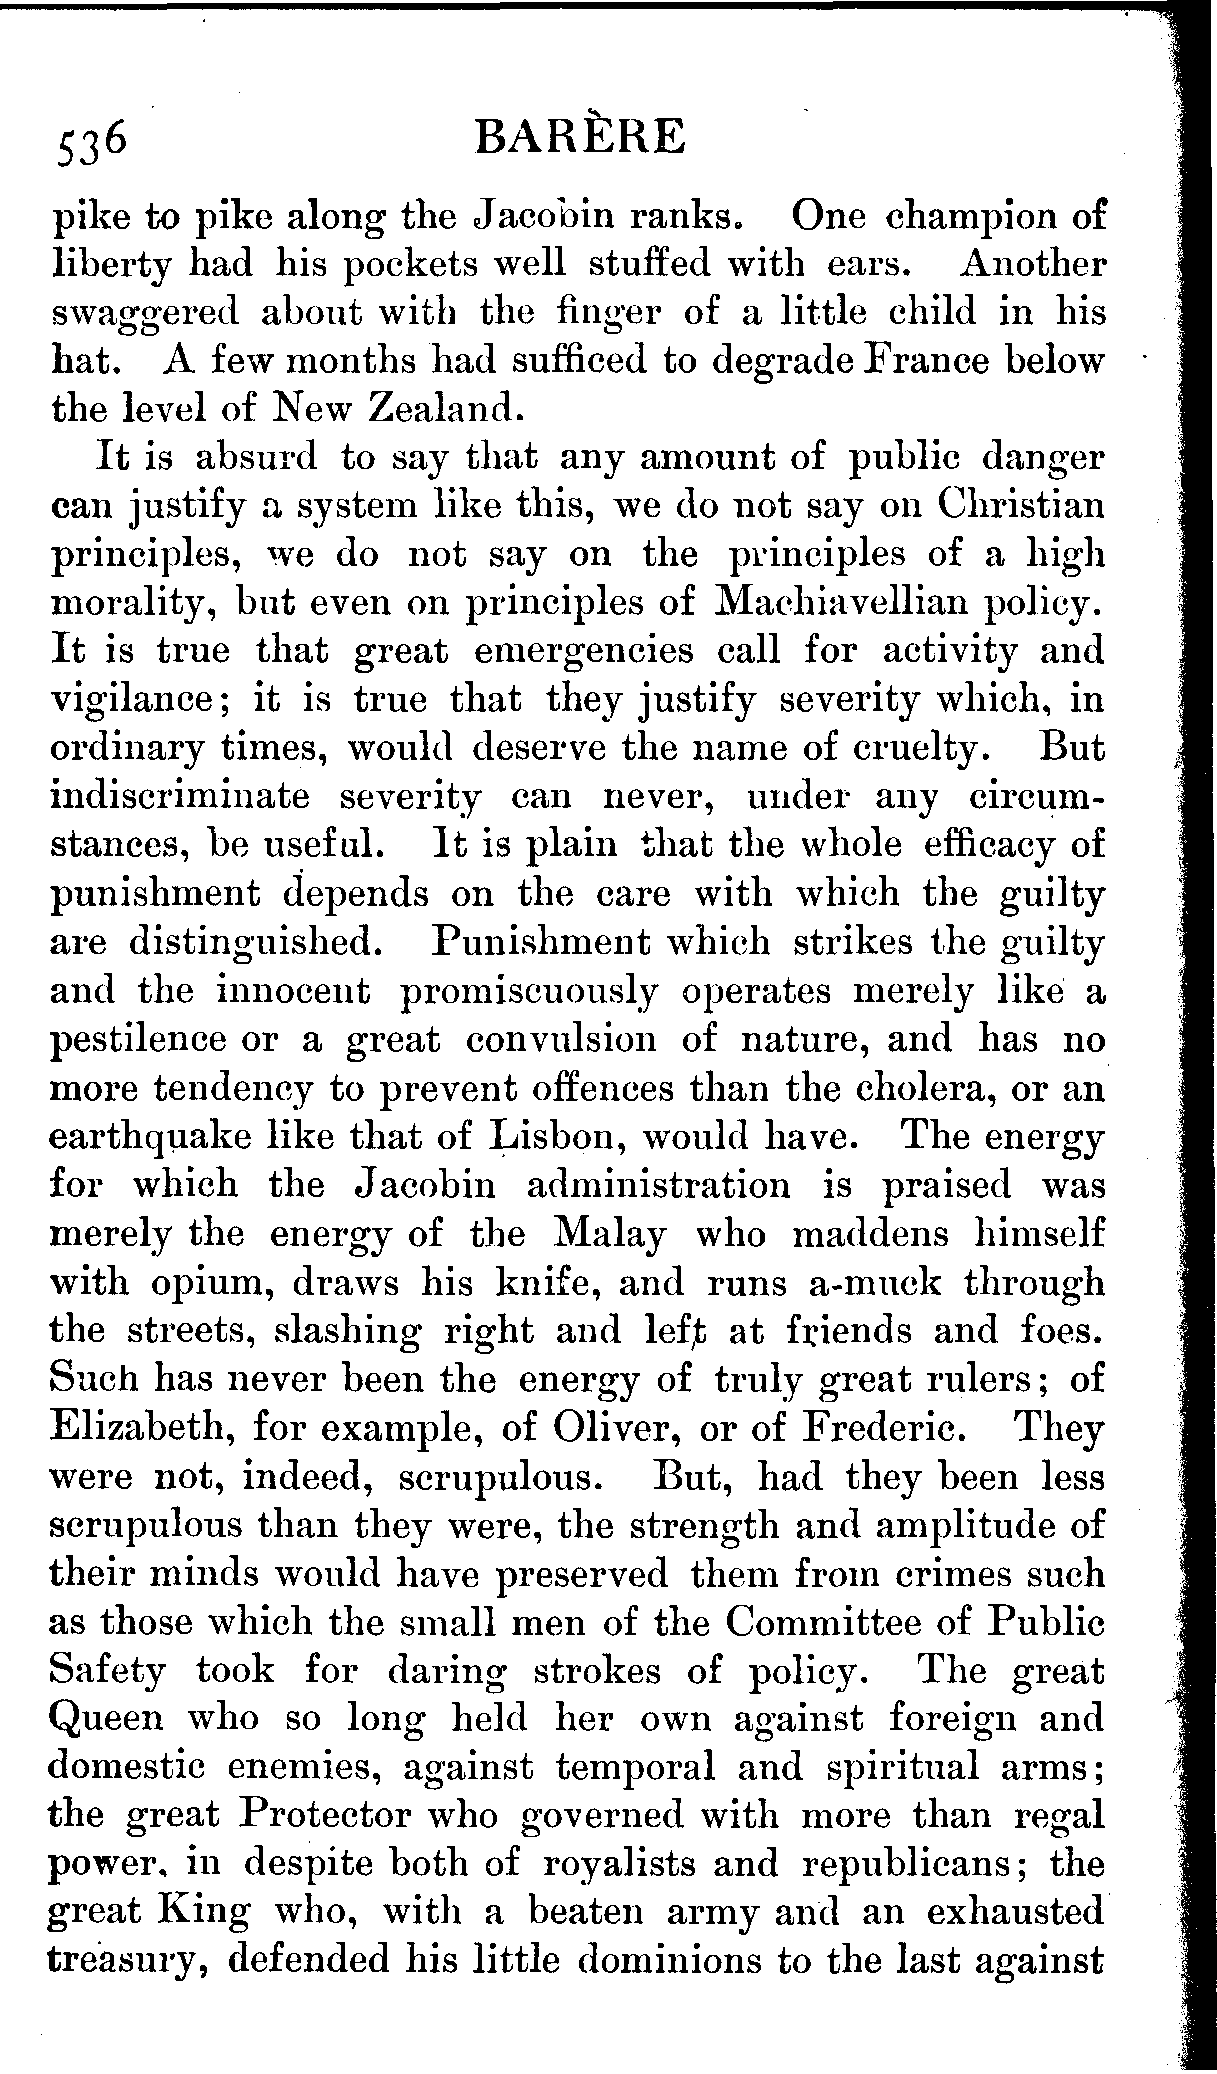 536 BARÈRE
pike to pike along the Jacobin ranks. One champion of
liberty had his pockets well stuffed with ears. Another
swaggered about with the finger of a little child in his
hat. A few months had sufficed to degrade France below
the level of New Zealand.
It is absurd to say that any amount of public danger
can justify a system like this, we do not say on Christian
principles, we do not say on the principles of a high
morality, but even on principles of Machiavellian policy.
It is true that great emergencies call for activity and
vigilance; it is true that they justify severity which, in
ordinary times, would deserve the name of cruelty. But
indiscriminate severity can never, under any circum-
stances, be useful. It is plain that the whole efficacy of
punishment depends on the care with which the guilty
are distinguished. Punishment which strikes the guilty
and the innocent promiscuously operates merely like a
pestilence or a great convulsion of nature, and has no
more tendency to prevent offences than the cholera, or an
earthquake like that of Lisbon, would have. The energy
for which the Jacobin administration is praised was
merely the energy of the Malay who maddens himself
with opium, draws his knife, and runs a-muck through
the streets, slashing right and left at friends and foes.
Such has never been the energy of truly great rulers; of
Elizabeth, for example, of Oliver, or of Frederic. They
were not, indeed, scrupulous. But, had they been less
scrupulous than they were, the strength and amplitude of
their minds would have preserved them from crimes such
as those which the small men of the Committee of Public
Safety took for daring strokes of policy. The great
Queen who so long held her own against foreign and
domestic enemies, against temporal and spiritual arms;
the great Protector who governed with more than regal
power, in despite both of royalists and republicans; the
great King who, with a beaten army and an exhausted
treasury, defended his little dominions to the last against